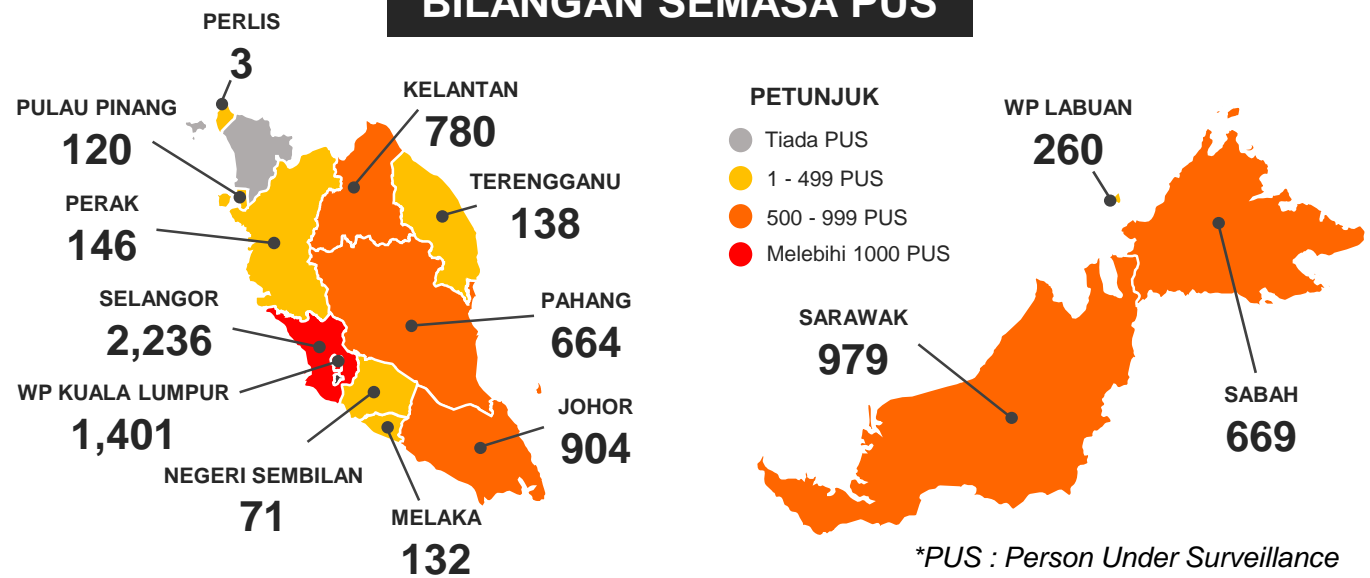 BILANGAN SEMASA PUS
PERLIS
3
PULAU PINANG
120
KELANTAN
780
PERAK
146
TERENGGANU
138
SELANGOR
2,236
PAHANG
664
WP KUALA LUMPUR
1,401
JOHOR
904
NEGERI SEMBILAN
71
MELAKA
132
PETUNJUK
Tiada PUS
1 - 499 PUS
500 - 999 PUS
Melebihi 1000 PUS
WP LABUAN
260
SARAWAK
979
SABAH
669
*PUS : Person Under Surveillance